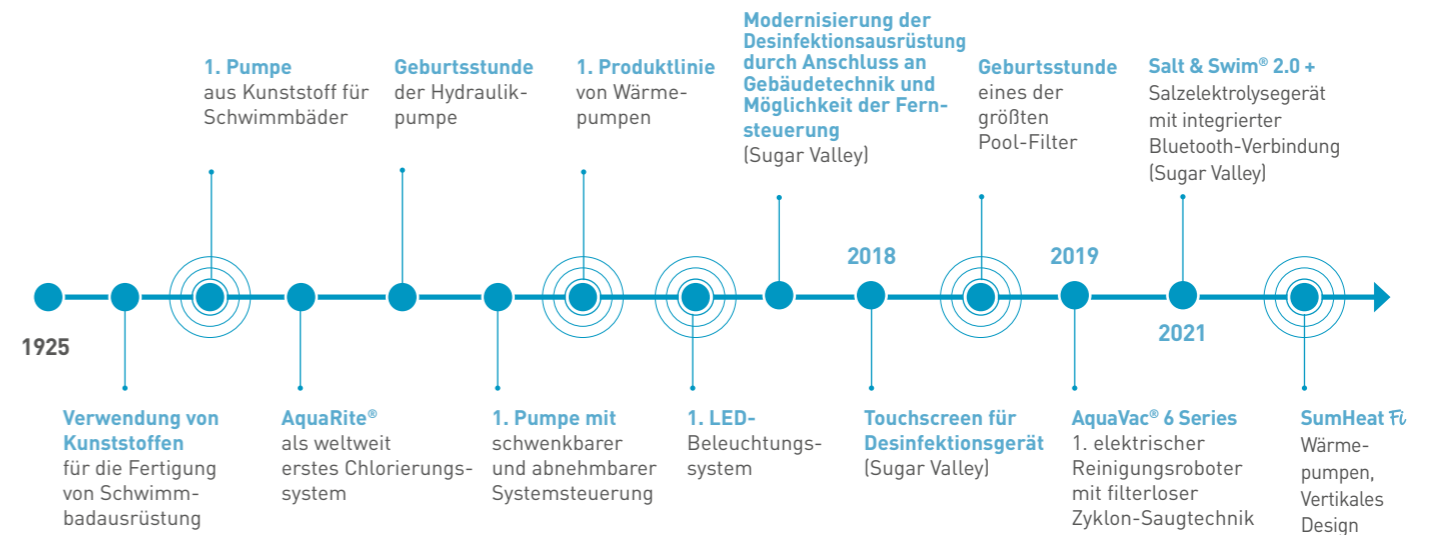 1. Pumpe
aus Kunststoff für
Schwimmbäder
Geburtsstunde
der Hydraulik-
pumpe
1. Produktlinie
von Wärme-
pumpen
Modernisierung der
Desinfektionsausrüstung
durch Anschluss an
Gebäudetechnik und
Möglichkeit der Fern-
steuerung
(Sugar Valley)
Geburtsstunde
eines der
größten
Pool-Filter
Salt & Swim® 2.0 +
Salzelektrolysegerät
mit integrierter
Bluetooth-Verbindung
(Sugar Valley)
1925
2018
2019
2021
Verwendung von
Kunststoffen
für die Fertigung
von Schwimm-
badausrüstung
AquaRite®
als weltweit
erstes Chlorierungs-
system
1. Pumpe mit
schwenkbarer
und abnehmbarer
Systemsteuerung
1. LED-
Beleuchtungs-
system
Touchscreen für
Desinfektionsgerät
(Sugar Valley)
AquaVac® 6 Series
1. elektrischer
Reinigungsroboter
mit filterloser
Zyklon-Saugtechnik
SumHeat
Wärme-
pumpen,
Vertikales
Design